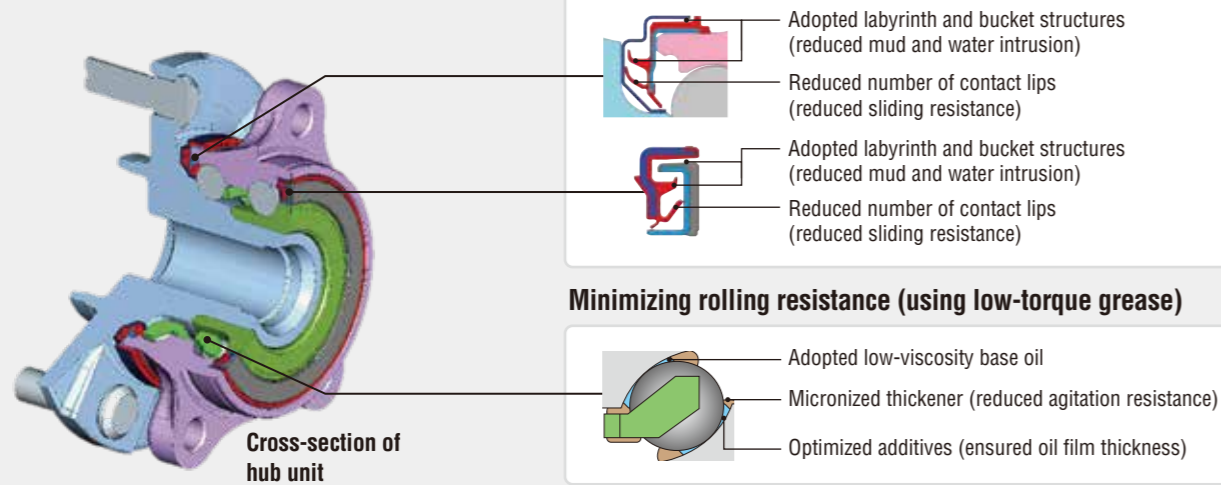 Adopted labyrinth and bucket structures
(reduced mud and water intrusion)
Reduced number of contact lips
(reduced sliding resistance)
Adopted labyrinth and bucket structures
(reduced mud and water intrusion)
Reduced number of contact lips
(reduced sliding resistance)
Minimizing rolling resistance (using low-torque grease)
Adopted low-viscosity base oil
Micronized thickener (reduced agitation resistance)
Optimized additives (ensured oil film thickness)
Cross-section of
hub unit